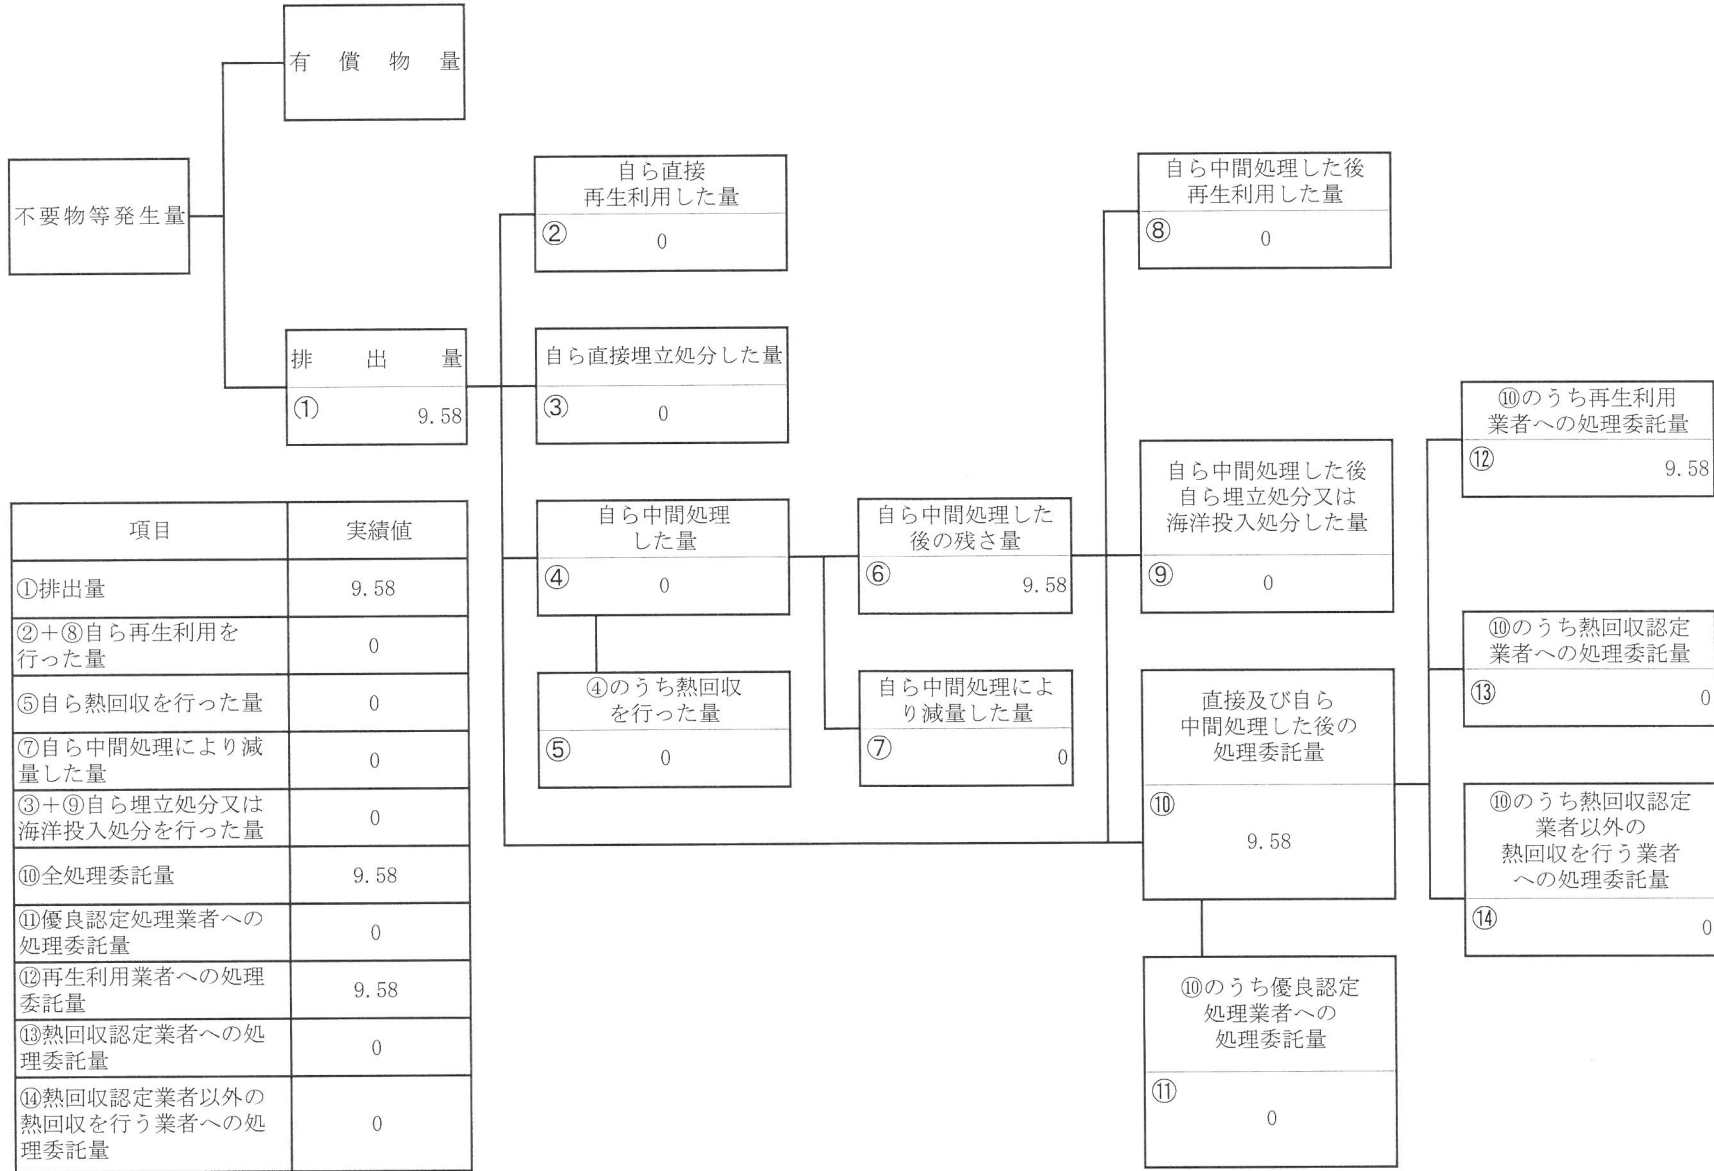 有償物量
不要物等発生量
排出量
① 9.58
自ら直接
再生利用した量
② 0
自ら直接埋立処分した量
③ 0
自ら中間処理
した量
④ 0
④のうち熱回収
を行った量
⑤ 0
自ら中間処理した
後の残さ量
⑥ 9.58
自ら中間処理によ
り減量した量
⑦ 0
自ら中間処理した後
再生利用した量
⑧ 0
自ら中間処理した後
自ら埋立処分又は
海洋投入処分した量
⑨ 0
直接及び自ら
中間処理した後の
処理委託量
⑩
9.58
⑩のうち優良認定
処理業者への
処理委託量
⑪
0
⑩のうち再生利用
業者への処理委託量
⑫ 9.58
⑩のうち熱回収認定
業者への処理委託量
⑬ 0
⑩のうち熱回収認定
業者以外の
熱回収を行う業者
への処理委託量
⑭ 0
項目 実績値
①排出量 9.58
②+⑧自ら再生利用を
行った量 0
⑤自ら熱回収を行った量 0
⑦自ら中間処理により減
量した量 0
③+⑨自ら埋立処分又は
海洋投入処分を行った量 0
⑩全処理委託量 9.58
⑪優良認定処理業者への
処理委託量 0
⑫再生利用業者への処理
委託量 9.58
⑬熱回収認定業者への処
理委託量 0
⑭熱回収認定業者以外の
熱回収を行う業者への処
理委託量 0